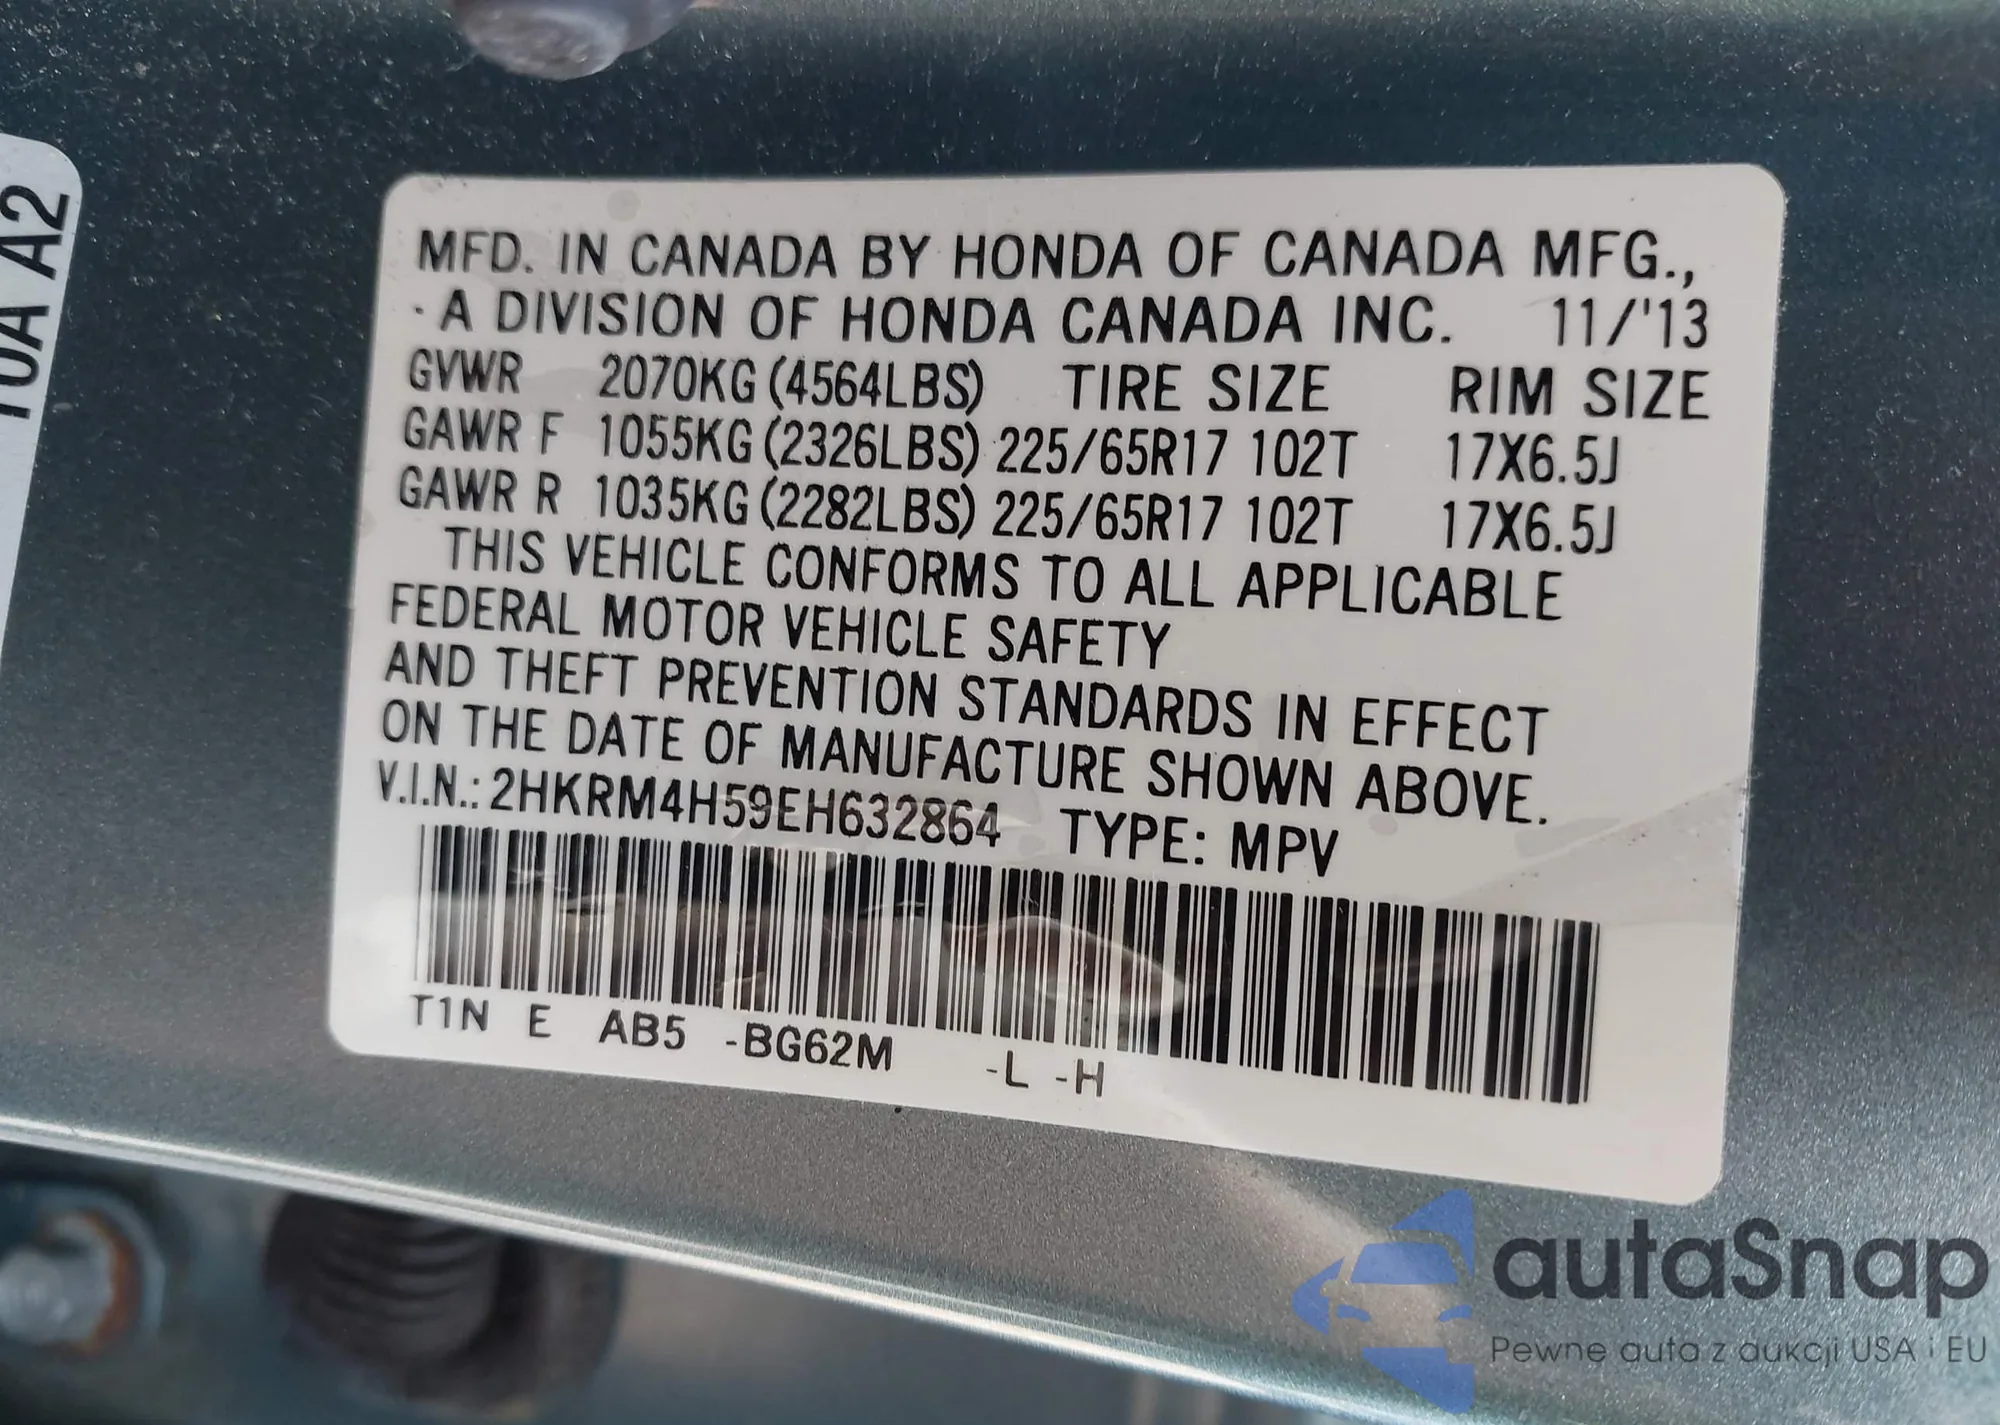 10A A2
MFD. IN CANADA BY HONDA OF CANADA MFG.,
A DIVISION OF HONDA CANADA INC. 11/'13
GVWR 2070KG (4564LBS) TIRE SIZE RIM SIZE
GAWR F 1055KG (2326LBS) 225/65R17 102T 17X6.5J
GAWR R 1035KG (2282LBS) 225/65R17 102T 17X6.5J
THIS VEHICLE CONFORMS TO ALL APPLICABLE
FEDERAL MOTOR VEHICLE SAFETY
AND THEFT PREVENTION STANDARDS IN EFFECT
ON THE DATE OF MANUFACTURE SHOWN ABOVE.
V.I.N.: 2HKRM4H59EH632864 TYPE: MPV
T1N E AB5 -BG62M -L -H
autaSnap
Pewne auta z aukcji USA i EU